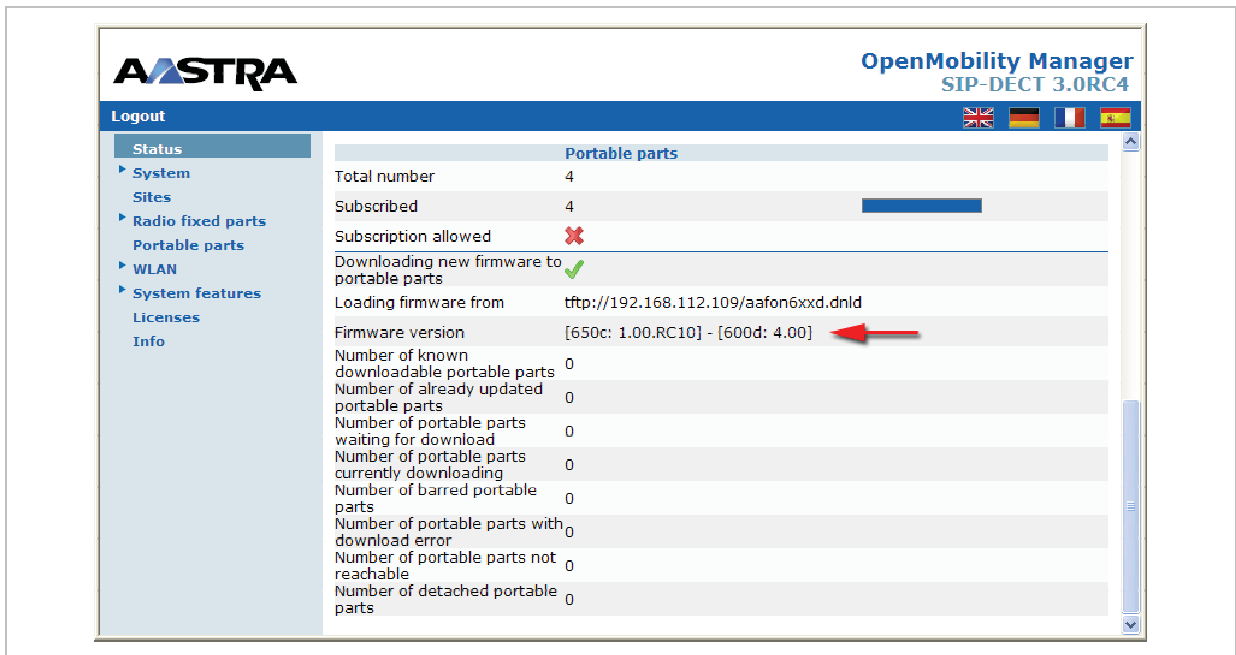 AASTRA
OpenMobility Manager
SIP-DECT 3.0RC4
Logout
Status
System
Sites
Radio fixed parts
Portable parts
WLAN
System features
Licenses
Info
Portable parts
Total number 4
Subscribed 4
Subscription allowed
Downloading new firmware to
portable parts
Loading firmware from tftp://192.168.112.109/aafon6xxd.dnld
Firmware version [650c: 1.00.RC10] - [600d: 4.00]
Number of known
downloadable portable parts 0
Number of already updated
portable parts 0
Number of portable parts
waiting for download 0
Number of portable parts
currently downloading 0
Number of barred portable
parts 0
Number of portable parts with
download error 0
Number of portable parts not
reachable 0
Number of detached portable
parts 0